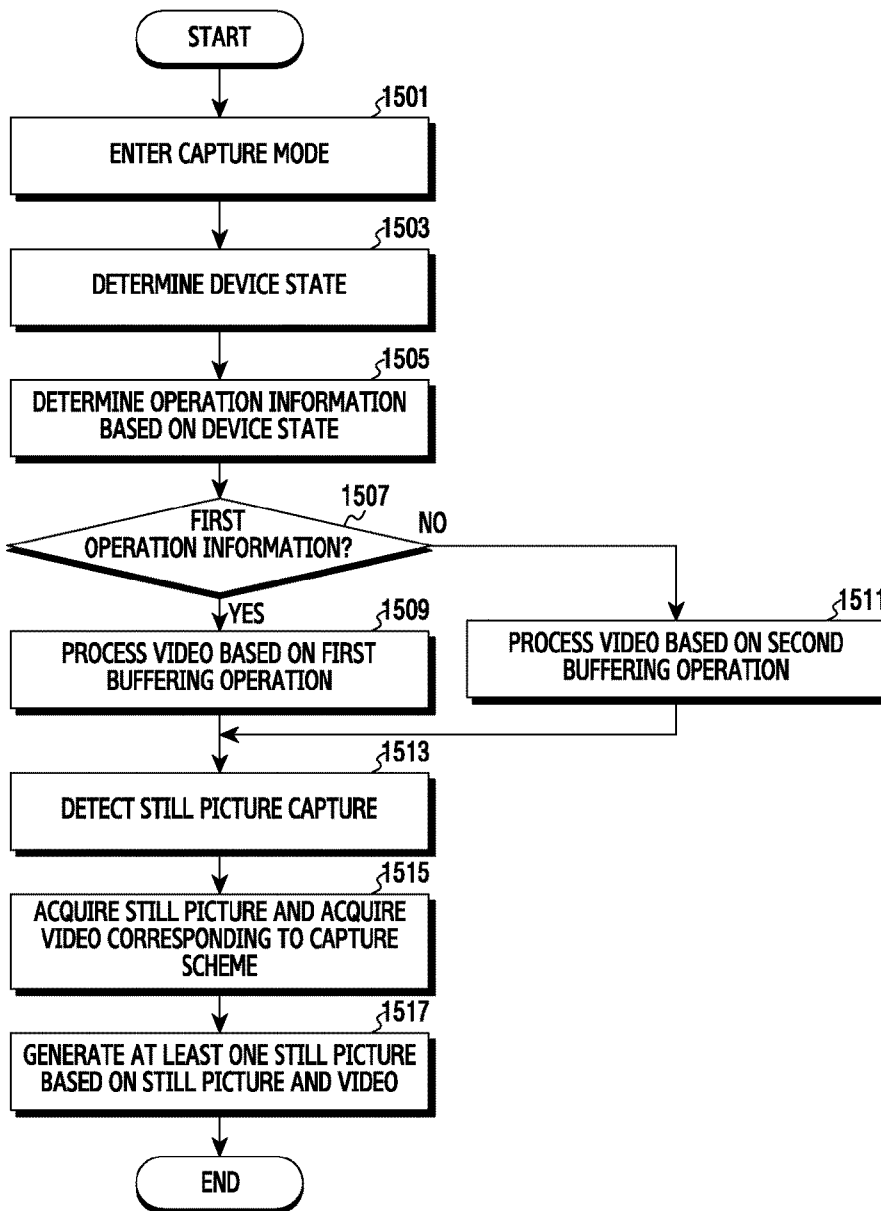 START
1501
ENTER CAPTURE MODE
1503
DETERMINE DEVICE STATE
1505
DETERMINE OPERATION INFORMATION
BASED ON DEVICE STATE
1507
FIRST
OPERATION INFORMATION?
NO
YES
1509
PROCESS VIDEO BASED ON FIRST
BUFFERING OPERATION
1511
PROCESS VIDEO BASED ON SECOND
BUFFERING OPERATION
1513
DETECT STILL PICTURE CAPTURE
1515
ACQUIRE STILL PICTURE AND ACQUIRE
VIDEO CORRESPONDING TO CAPTURE
SCHEME
1517
GENERATE AT LEAST ONE STILL PICTURE
BASED ON STILL PICTURE AND VIDEO
END